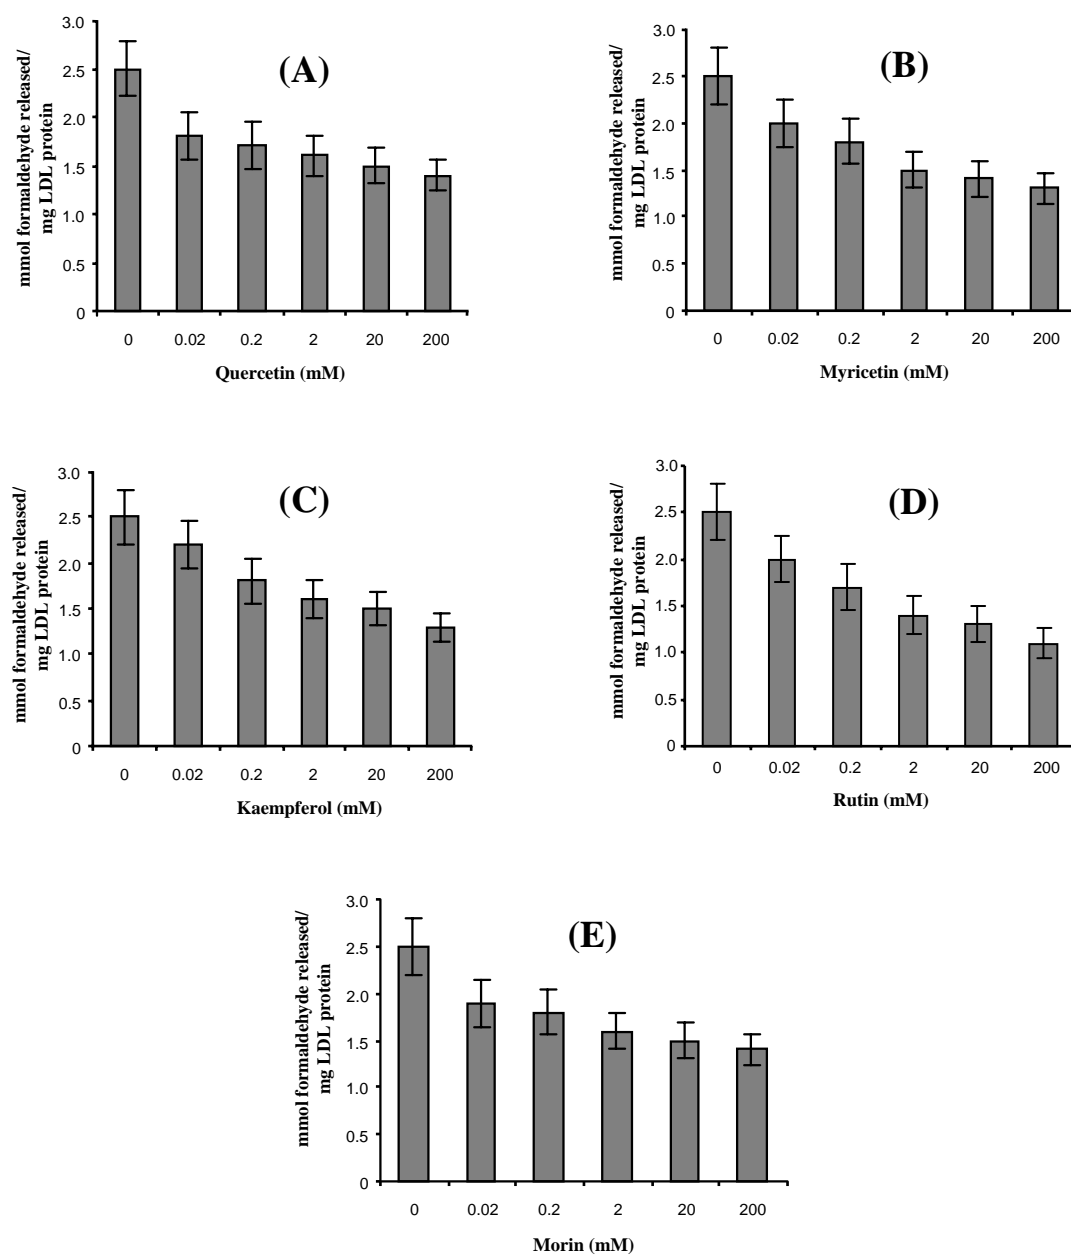 (A)
mmol formaldehyde released/
mg LDL protein
3.0
2.5
2.0
1.5
1.0
0.5
0
0 0.02 0.2 2 20 200
Quercetin (mM)
(B)
mmol formaldehyde released/
mg LDL protein
3.0
2.5
2.0
1.5
1.0
0.5
0
0 0.02 0.2 2 20 200
Myricetin (mM)
(C)
mmol formaldehyde released/
mg LDL protein
3.0
2.5
2.0
1.5
1.0
0.5
0
0 0.02 0.2 2 20 200
Kaempferol (mM)
(D)
mmol formaldehyde released/
mg LDL protein
3.0
2.5
2.0
1.5
1.0
0.5
0
0 0.02 0.2 2 20 200
Rutin (mM)
(E)
mmol formaldehyde released/
mg LDL protein
3.0
2.5
2.0
1.5
1.0
0.5
0
0 0.02 0.2 2 20 200
Morin (mM)